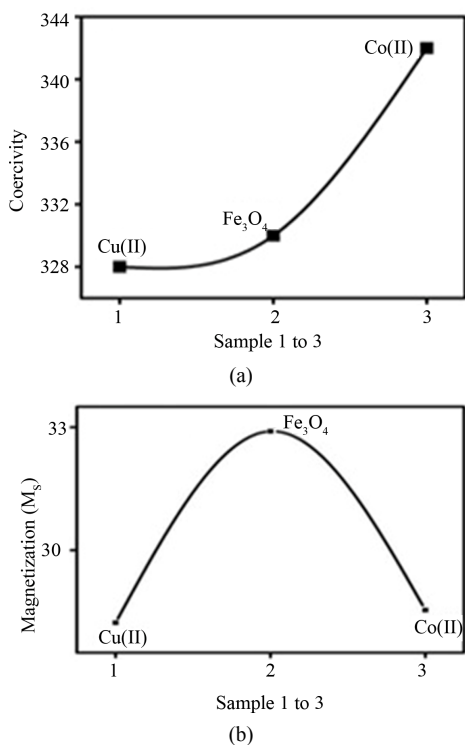 344
340
336
332
328
Coercivity
Co(II)
Fe₃O₄
Cu(II)
1 2 3
Sample 1 to 3
(a)
33
30
Magnetization (M_S)
Fe₃O₄
Cu(II)
Co(II)
1 2 3
Sample 1 to 3
(b)